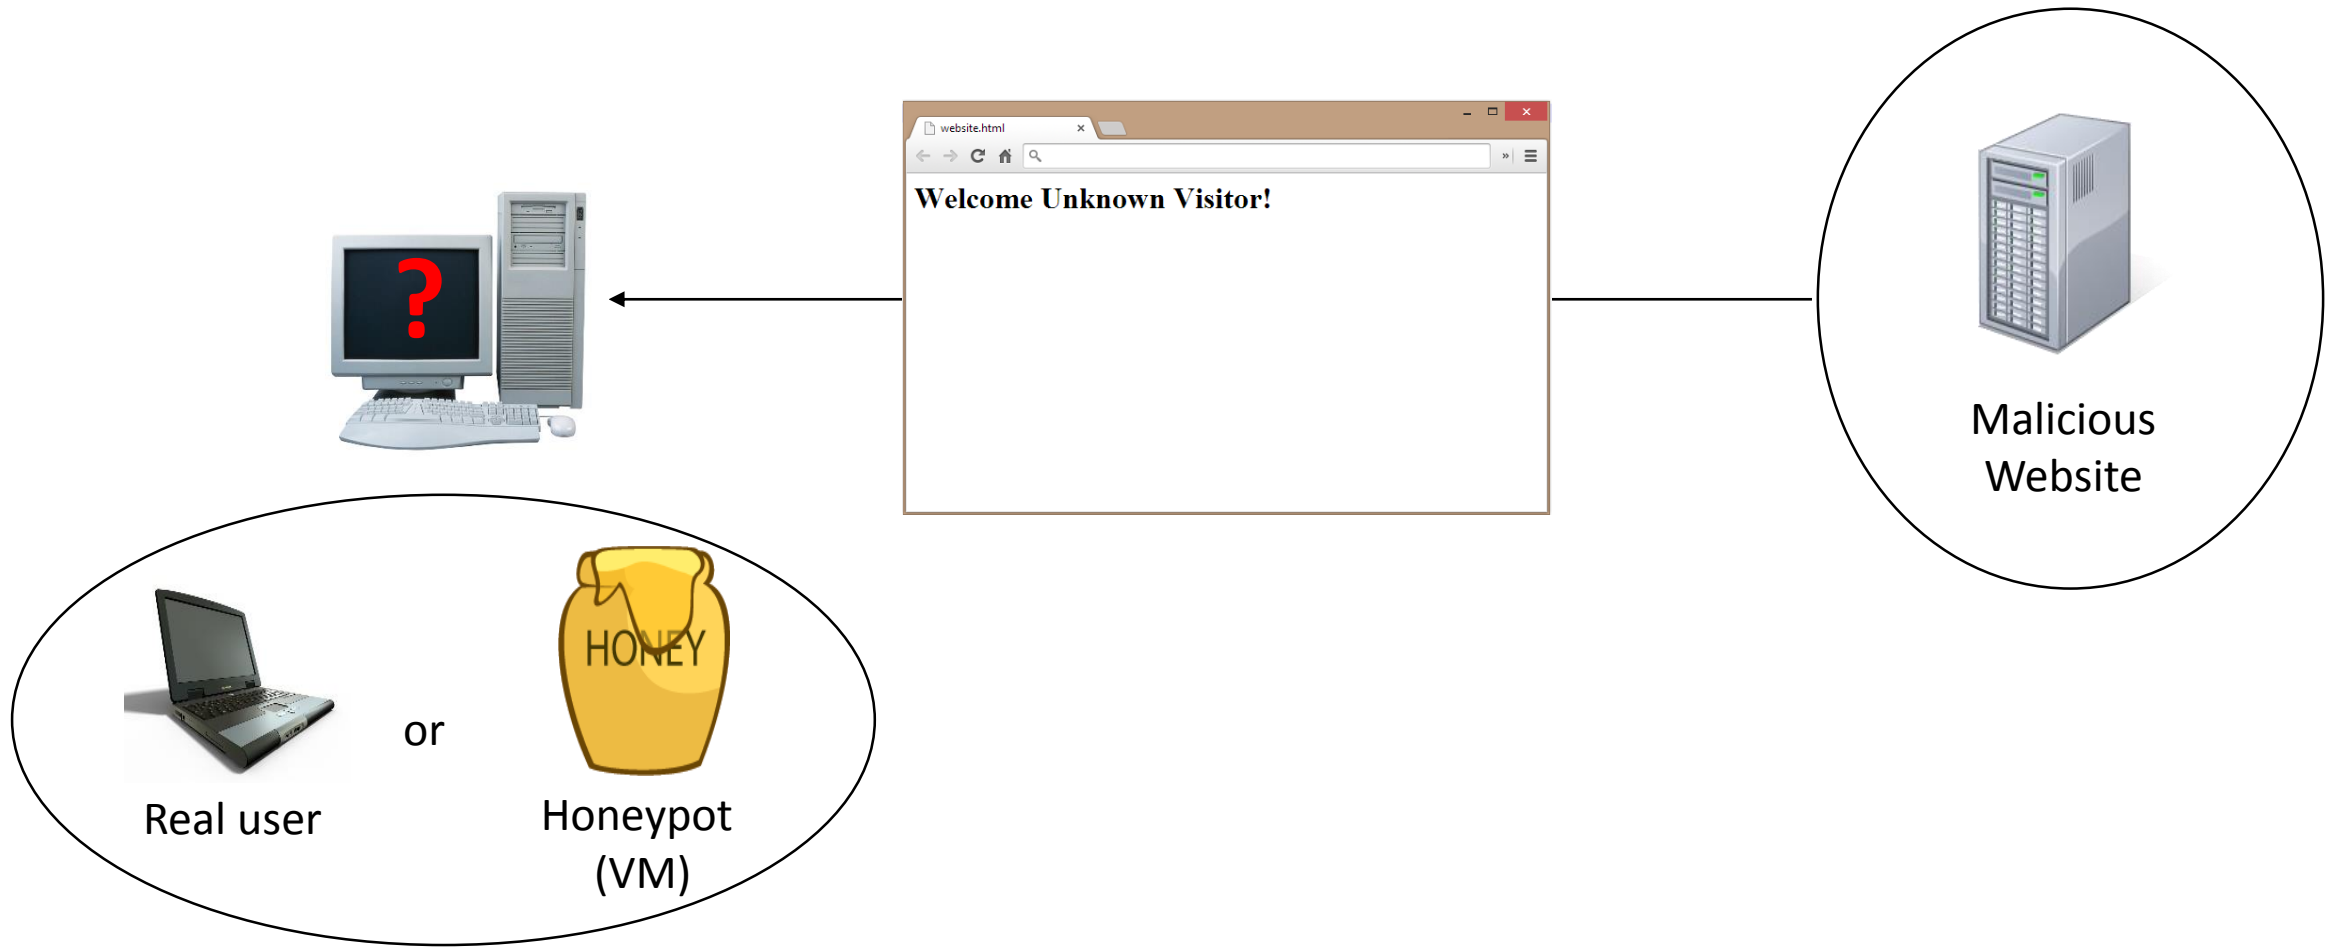 website.html
Welcome Unknown Visitor!
?
Malicious
Website
HONEY
or
Real user
Honeypot
(VM)